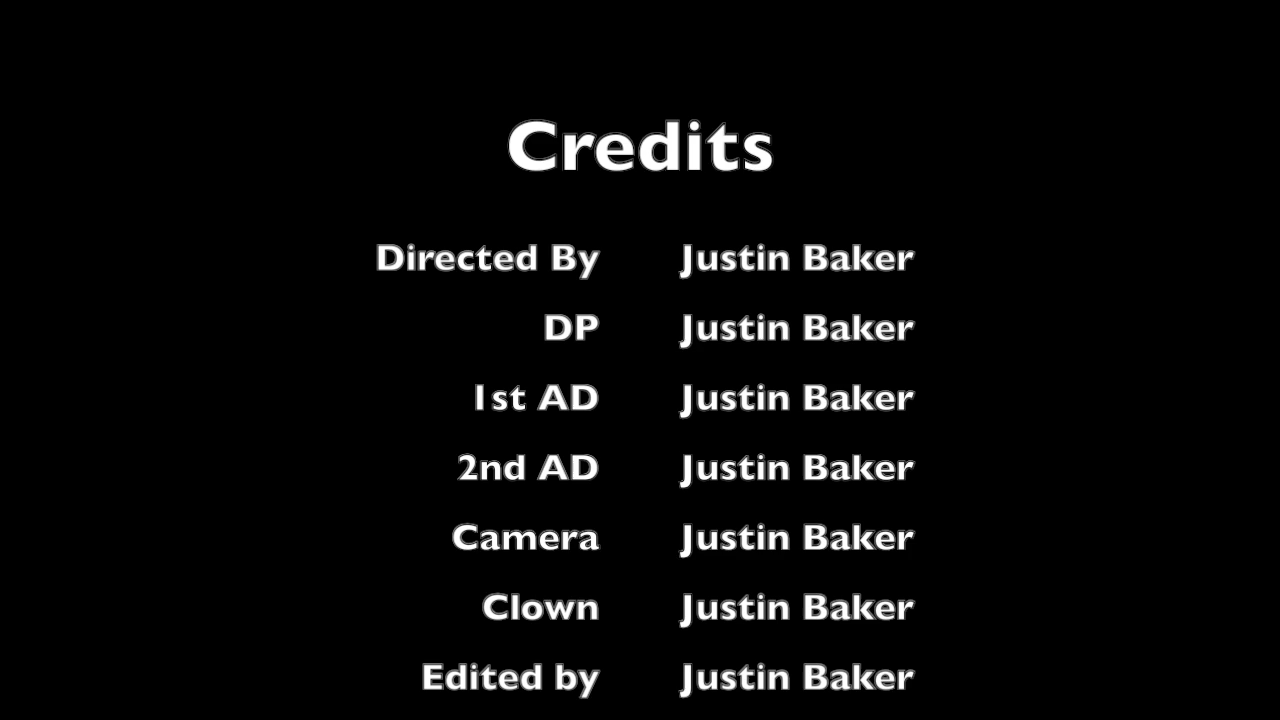 Credits
Directed By Justin Baker
DP Justin Baker
1st AD Justin Baker
2nd AD Justin Baker
Camera Justin Baker
Clown Justin Baker
Edited by Justin Baker